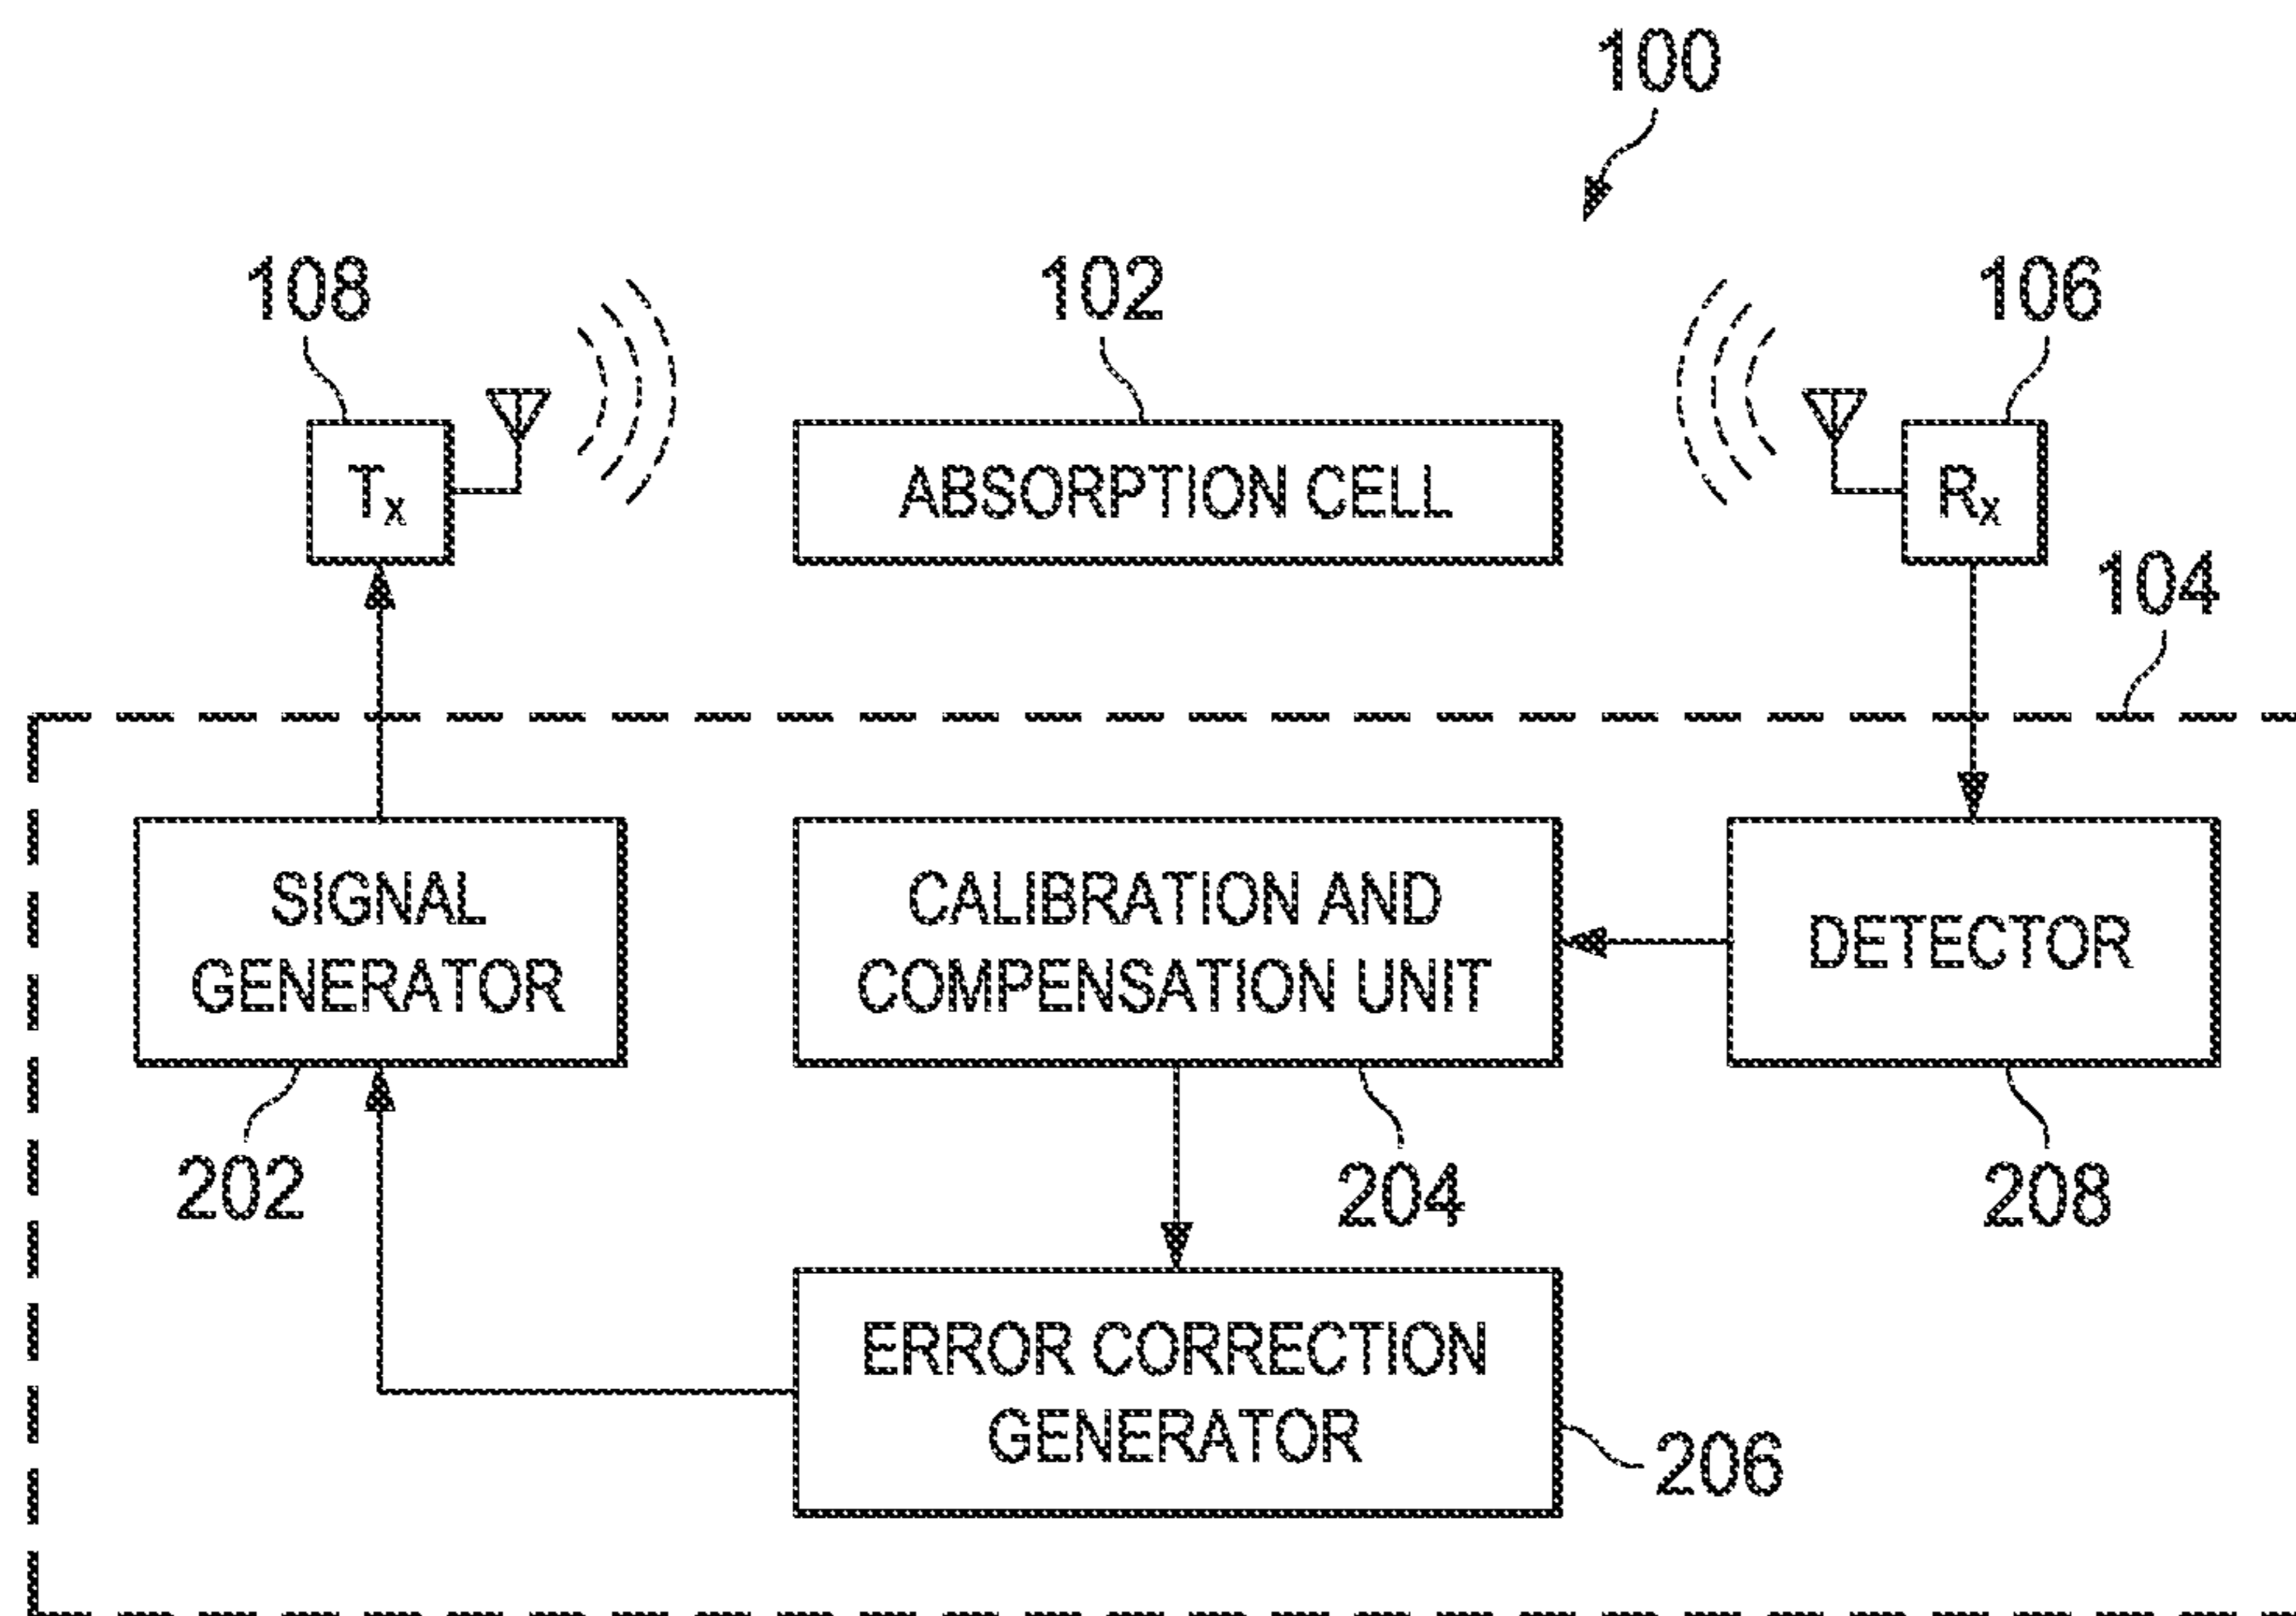 100
108
102
106
Tx
ABSORPTION CELL
Rx
104
SIGNAL
GENERATOR
CALIBRATION AND
COMPENSATION UNIT
DETECTOR
202
204
208
ERROR CORRECTION
GENERATOR
206